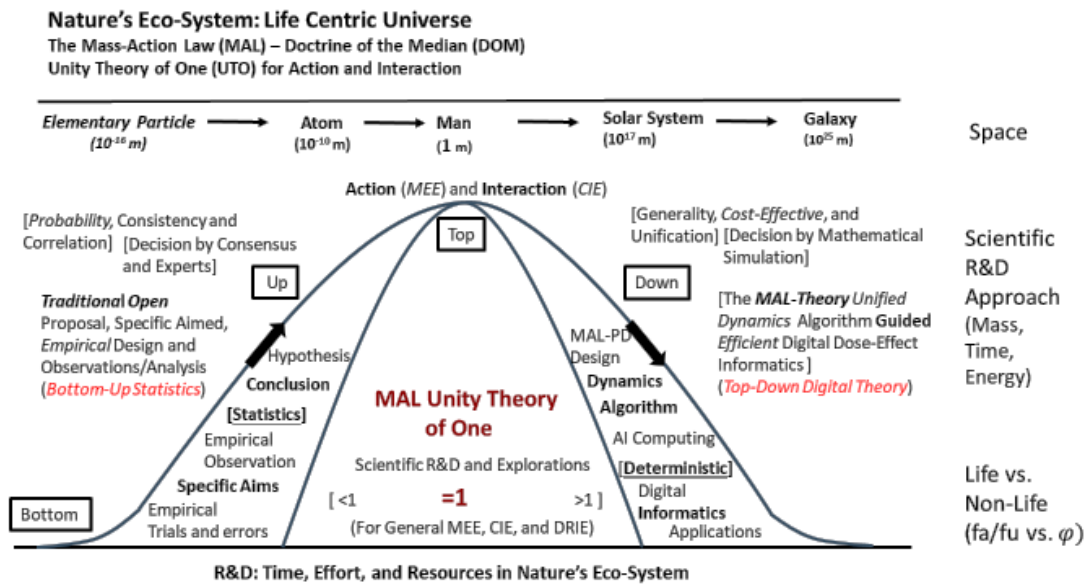 Nature's Eco-System: Life Centric Universe
The Mass-Action Law (MAL) – Doctrine of the Median (DOM)
Unity Theory of One (UTO) for Action and Interaction
Elementary Particle
(10-16 m)
Atom
(10-10 m)
Man
(1 m)
Solar System
(10¹⁷ m)
Galaxy
(10²⁵ m)
Space
Action (MEE) and Interaction (CIE)
[Probability, Consistency and
Correlation] [Decision by Consensus
and Experts]
Up
Top
[Generality, Cost-Effective, and
Unification] [Decision by Mathematical
Simulation]
Down
Scientific
R&D
Approach
(Mass,
Time,
Energy)
Traditional Open
Proposal, Specific Aimed,
Empirical Design and
Observations/Analysis
(Bottom-Up Statistics)
[The MAL-Theory Unified
Dynamics Algorithm Guided
Efficient Digital Dose-Effect
Informatics ]
(Top-Down Digital Theory)
Hypothesis
Conclusion
[Statistics]
Empirical
Observation
Specific Aims
Empirical
Trials and errors
MAL Unity Theory
of One
Scientific R&D and Explorations
[ <1 =1 >1 ]
(For General MEE, CIE, and DRIE)
MAL-PD
Design
Dynamics
Algorithm
AI Computing
[Deterministic]
Digital
Informatics
Applications
Bottom
Life vs.
Non-Life
(fa/fu vs. φ)
R&D: Time, Effort, and Resources in Nature's Eco-System